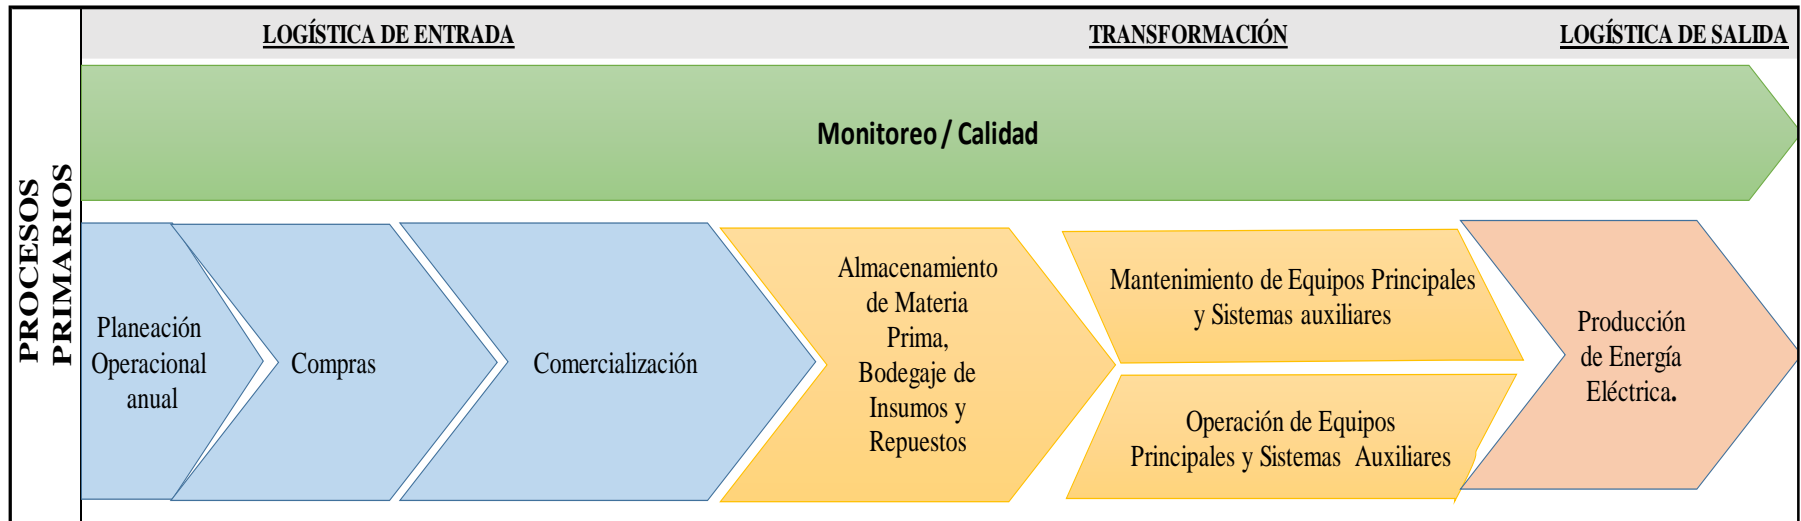 LOGÍSTICA DE ENTRADA
TRANSFORMACIÓN
LOGÍSTICA DE SALIDA
Monitoreo / Calidad
PROCESOS
PRIMARIOS
Planeación
Operacional
anual
Compras
Comercialización
Almacenamiento
de Materia
Prima,
Bodegaje de
Insumos y
Repuestos
Mantenimiento de Equipos Principales
y Sistemas auxiliares
Operación de Equipos
Principales y Sistemas Auxiliares
Producción
de Energía
Eléctrica.